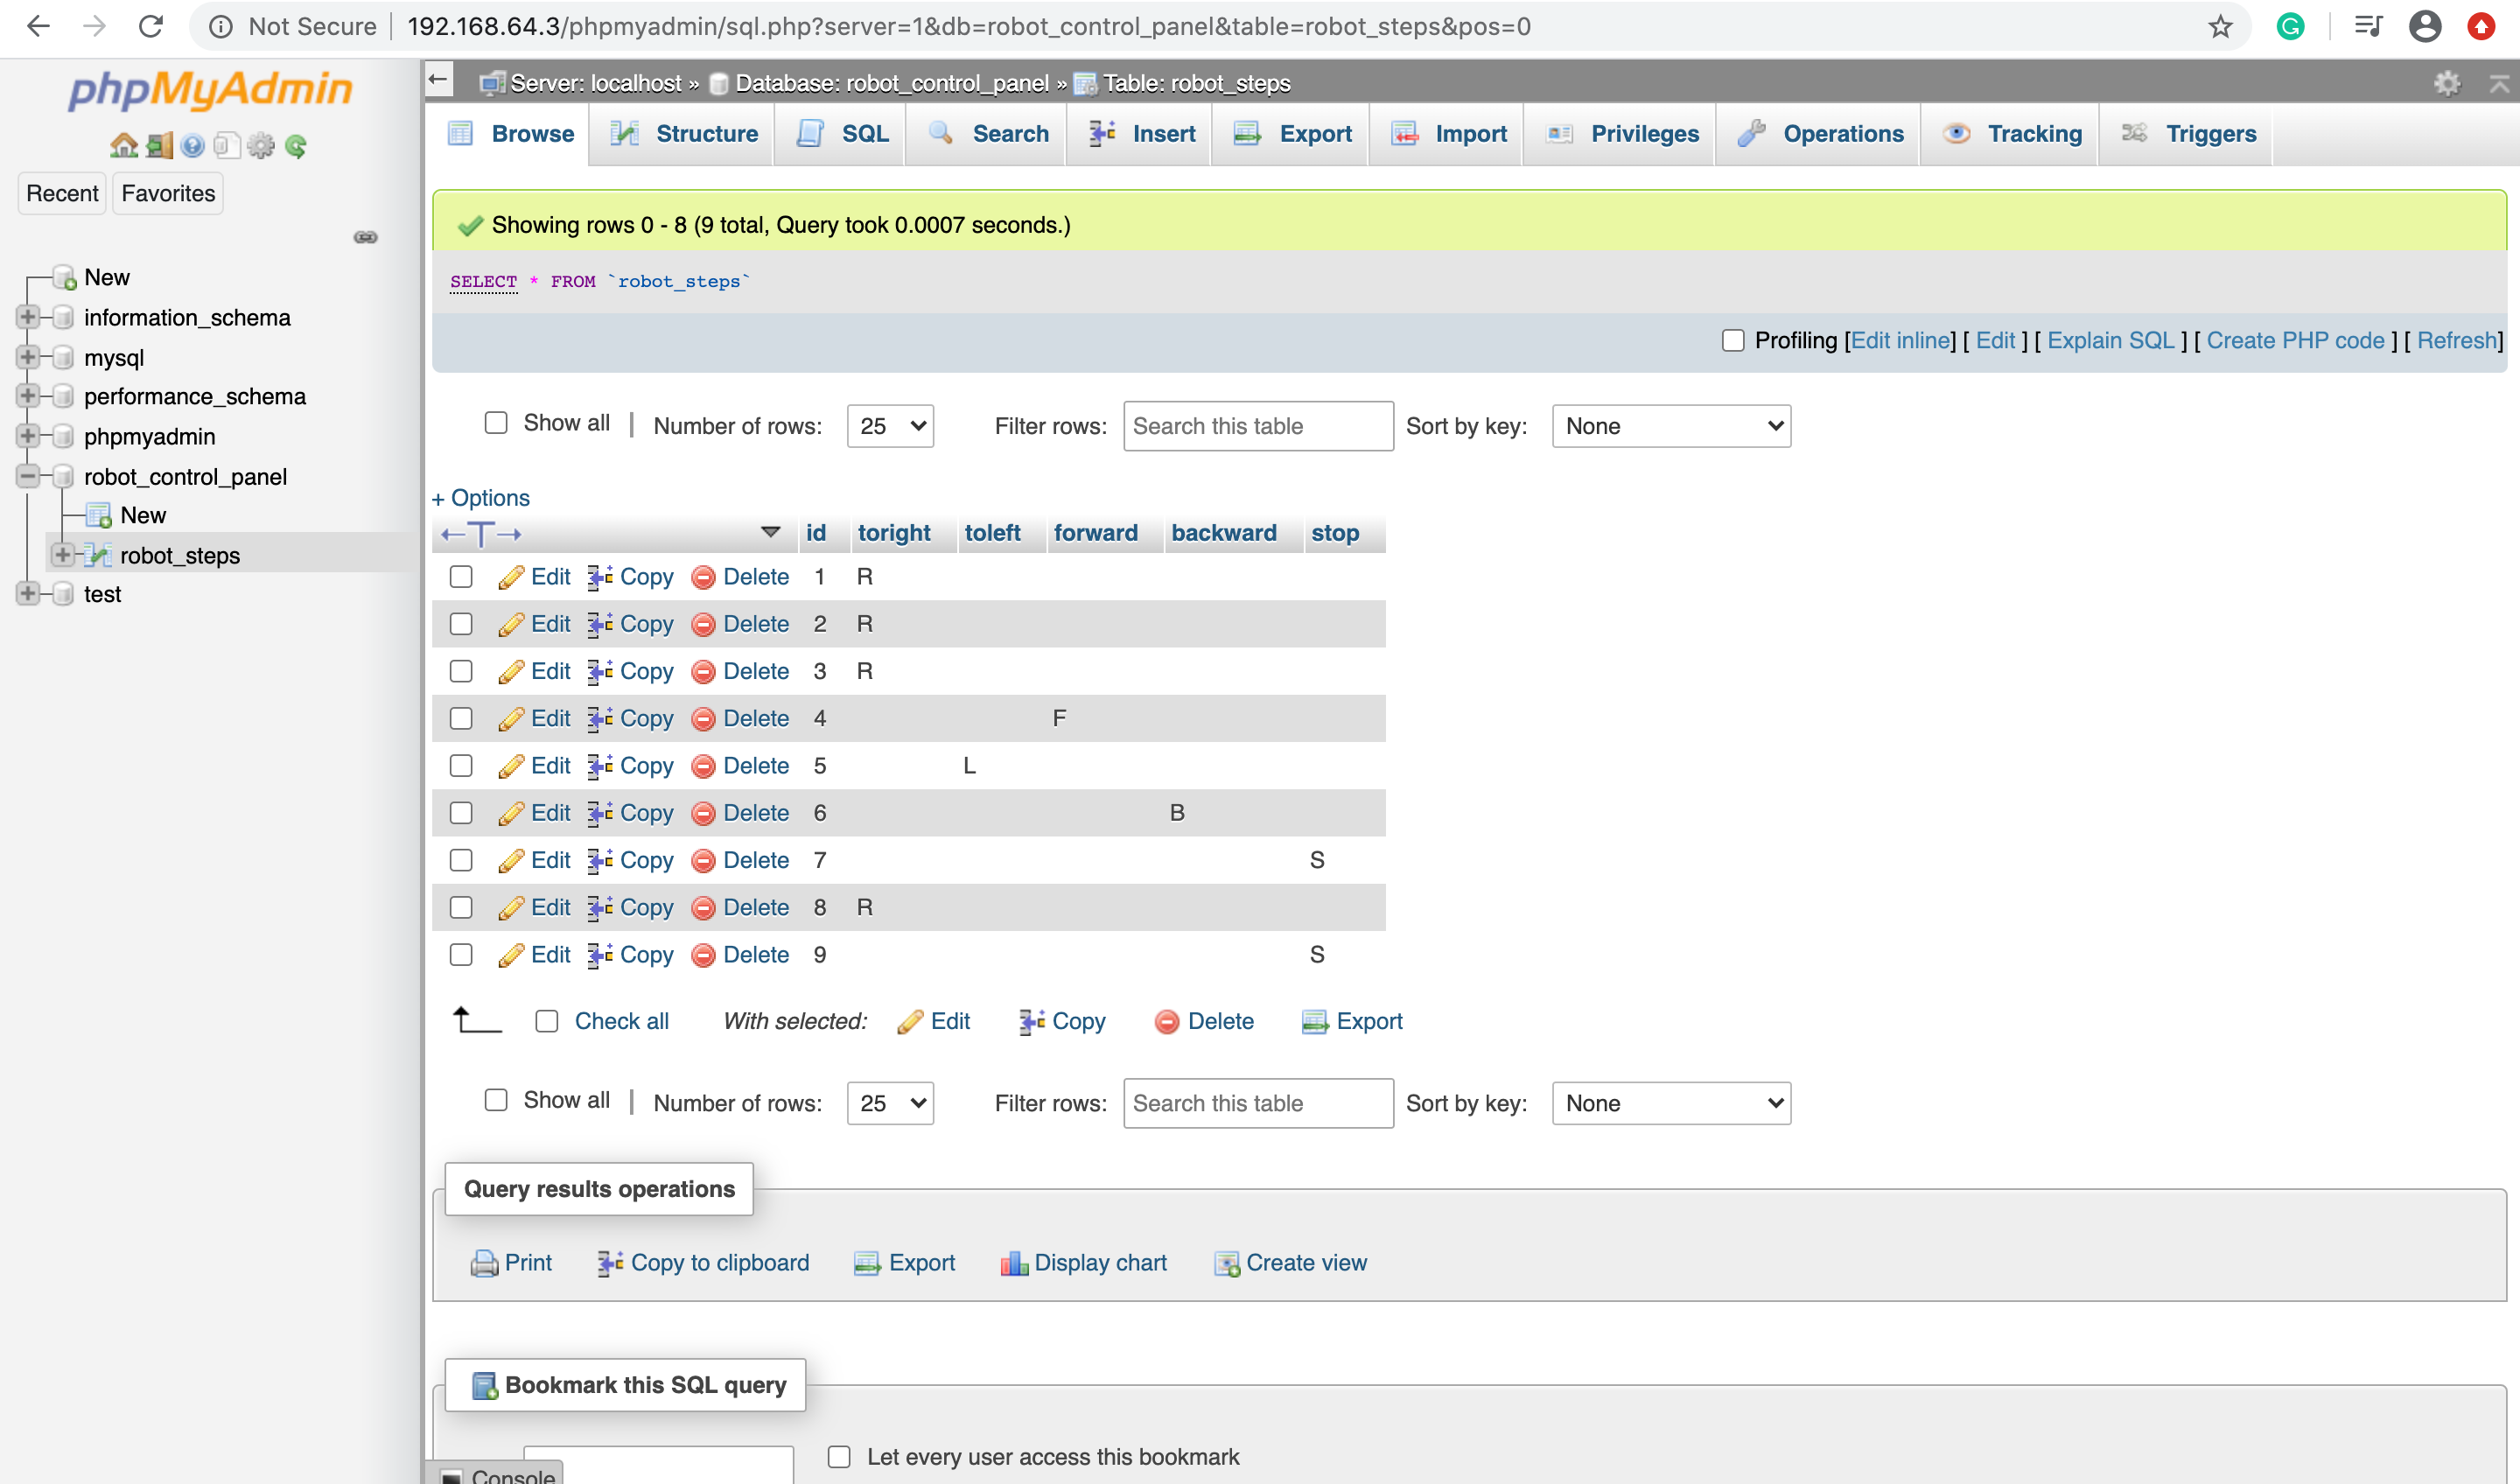 Not Secure 192.168.64.3/phpmyadmin/sql.php?server=1&db=robot_control_panel&table=robot_steps&pos=0
phpMyAdmin
Recent Favorites
New
information_schema
mysql
performance_schema
phpmyadmin
robot_control_panel
New
robot_steps
test
Server: localhost » Database: robot_control_panel » Table: robot_steps
Browse Structure SQL Search Insert Export Import Privileges Operations Tracking Triggers
Showing rows 0 - 8 (9 total, Query took 0.0007 seconds.)
SELECT * FROM `robot_steps`
Profiling [Edit inline] [ Edit ] [ Explain SQL ] [ Create PHP code ] [ Refresh]
Show all | Number of rows: 25 Filter rows: Search this table Sort by key: None
+ Options
←T→ id toright toleft forward backward stop
Edit Copy Delete 1 R
Edit Copy Delete 2 R
Edit Copy Delete 3 R
Edit Copy Delete 4 F
Edit Copy Delete 5 L
Edit Copy Delete 6 B
Edit Copy Delete 7 S
Edit Copy Delete 8 R
Edit Copy Delete 9 S
Check all With selected: Edit Copy Delete Export
Show all | Number of rows: 25 Filter rows: Search this table Sort by key: None
Query results operations
Print Copy to clipboard Export Display chart Create view
Bookmark this SQL query
Let every user access this bookmark
Console